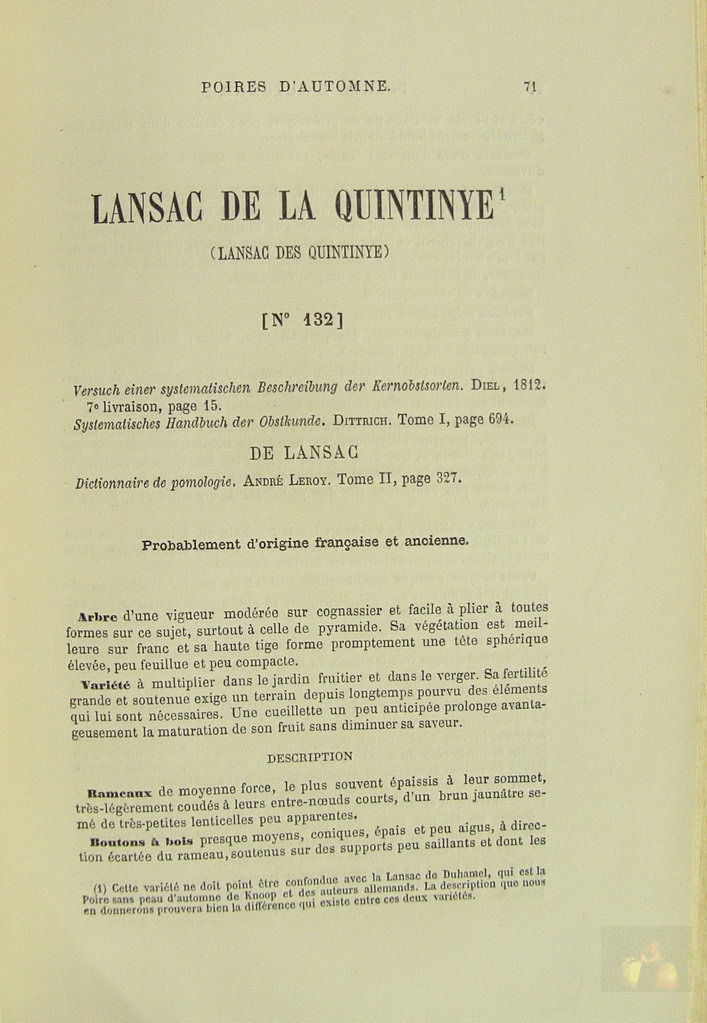 POIRES D'AUTOMNE. 71
LANSAC DE LA QUINTINYE¹
(LANSAC DES QUINTINYE)
[N° 132]
Versuch einer systematischen Beschreibung der Kernobstsorten. DIEL, 1812.
7e livraison, page 15.
Systematisches Handbuch der Obstkunde. DITTRICH. Tome I, page 694.
DE LANSAC
Dictionnaire de pomologie. ANDRÉ LEROY. Tome II, page 327.
Probablement d'origine française et ancienne.
Arbre d'une vigueur modérée sur cognassier et facile à plier à toutes
formes sur ce sujet, surtout à celle de pyramide. Sa végétation est meil-
leure sur franc et sa haute tige forme promptement une tête sphérique
élevée, peu feuillue et peu compacte.
Variété à multiplier dans le jardin fruitier et dans le verger. Sa fertilité
grande et soutenue exige un terrain depuis longtemps pourvu des éléments
qui lui sont nécessaires. Une cueillette un peu anticipée prolonge avanta-
geusement la maturation de son fruit sans diminuer sa saveur.
DESCRIPTION
Rameaux de moyenne force, le plus souvent épaissis à leur sommet,
très-légèrement coudés à leurs entre-nœuds courts, d'un brun jaunâtre se-
mé de très-petites lenticelles peu apparentes.
Boutons à bois presque moyens, coniques, épais et peu aigus, à direc-
tion écartée du rameau, soutenus sur des supports peu saillants et dont les
(1) Cette variété ne doit point être confondue avec la Lansac de Duhamel, qui est la
Poire sans peau d'automne de Knoop et des auteurs allemands. La description que nous
en donnerons prouvera bien la différence qui existe entre ces deux variétés.